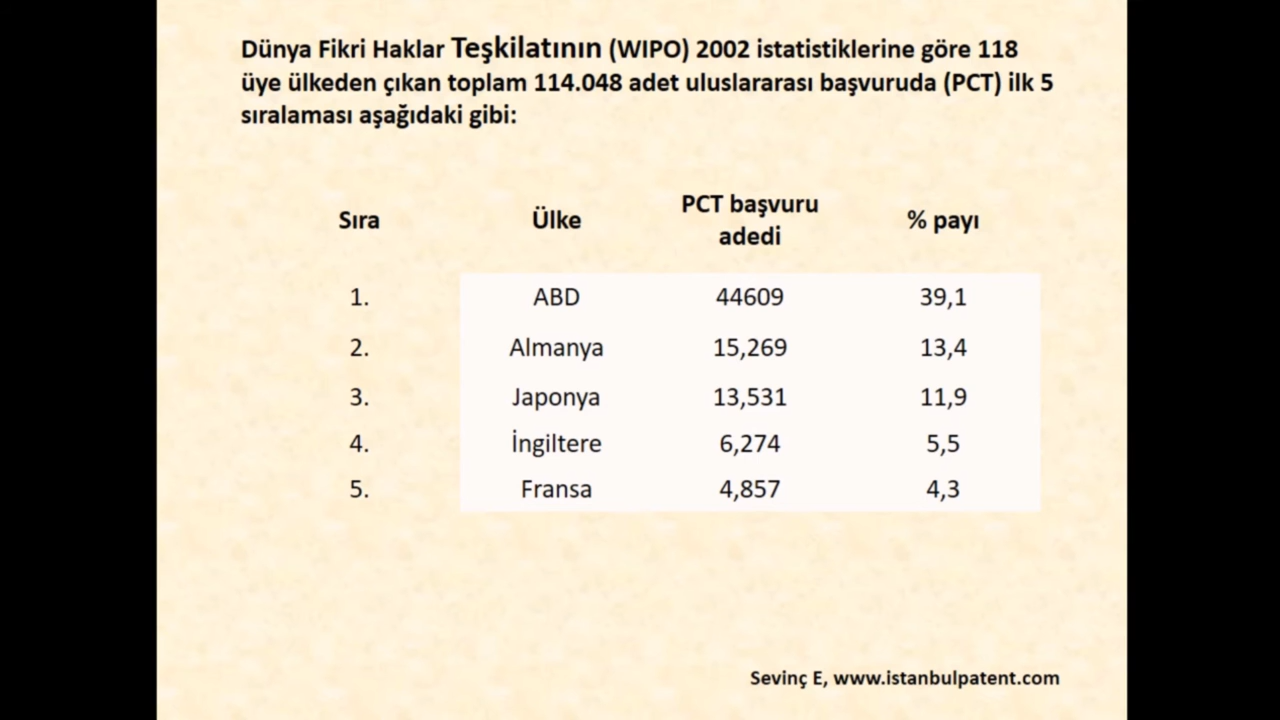 Dünya Fikri Haklar Teşkilatının (WIPO) 2002 istatistiklerine göre 118
üye ülkeden çıkan toplam 114.048 adet uluslararası başvuruda (PCT) ilk 5
sıralaması aşağıdaki gibi:
Sıra Ülke PCT başvuru adedi % payı
1. ABD 44609 39,1
2. Almanya 15,269 13,4
3. Japonya 13,531 11,9
4. İngiltere 6,274 5,5
5. Fransa 4,857 4,3
Sevinç E, www.istanbulpatent.com